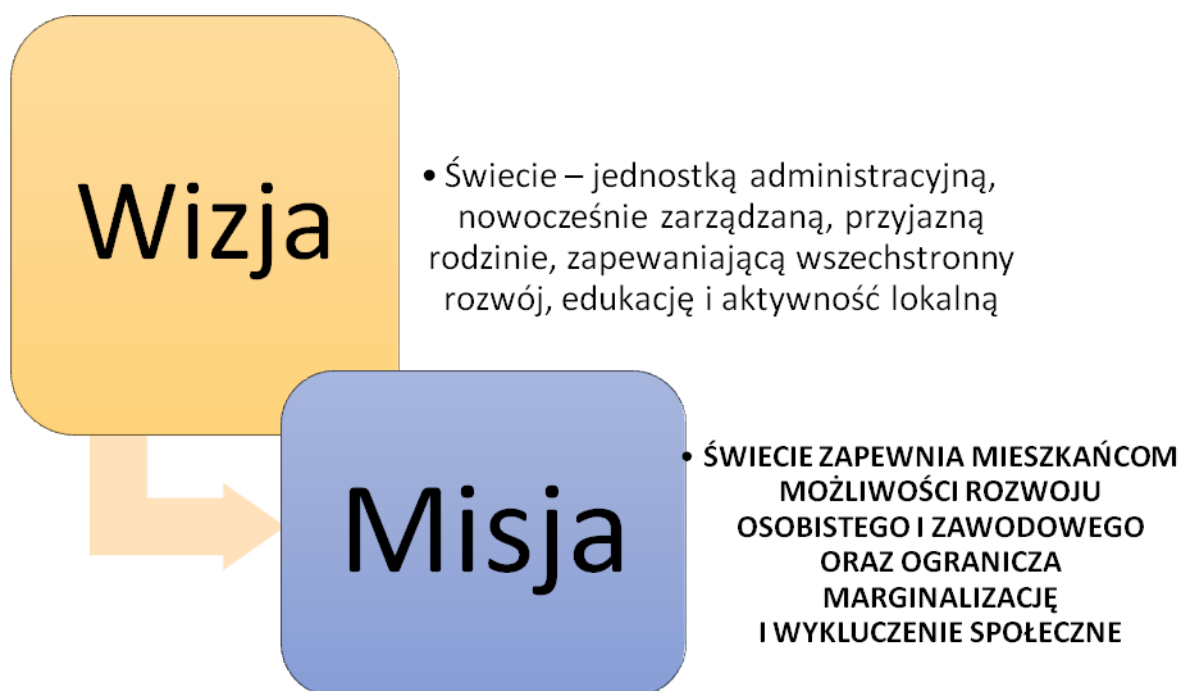 Wizja
• Świecie – jednostką administracyjną,
nowocześnie zarządzaną, przyjazną
rodzinie, zapewaniającą wszechstronny
rozwój, edukację i aktywność lokalną
Misja
• ŚWIECIE ZAPEWNIA MIESZKAŃCOM
MOŻLIWOŚCI ROZWOJU
OSOBISTEGO I ZAWODOWEGO
ORAZ OGRANICZA
MARGINALIZACJĘ
I WYKLUCZENIE SPOŁECZNE